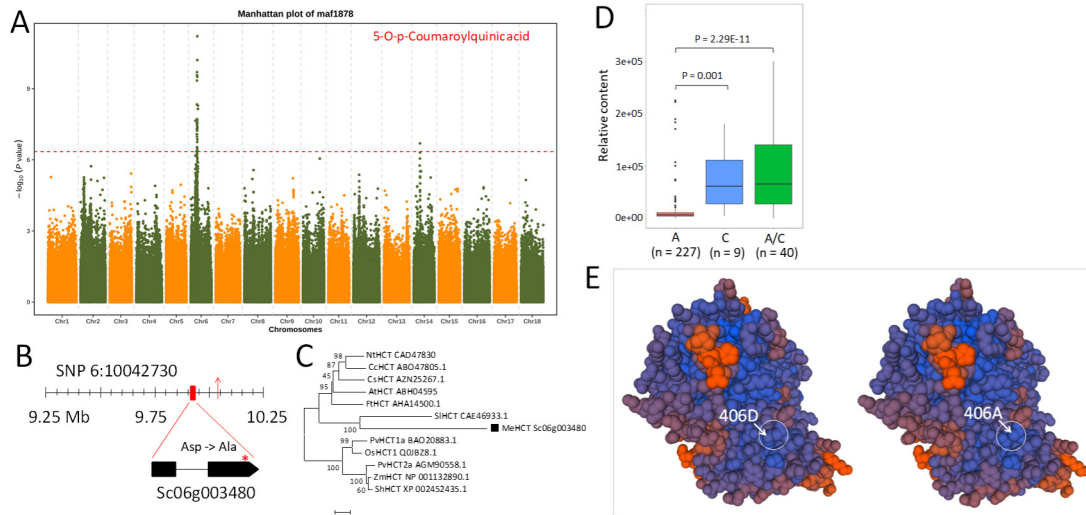 A
Manhattan plot of maf1878
5-O-p-Coumaroylquinicacid
− log10 (P value)
9
6
3
0
Chr1 Chr2 Chr3 Chr4 Chr5 Chr6 Chr7 Chr8 Chr9 Chr10 Chr11 Chr12 Chr13 Chr14 Chr15 Chr16 Chr17 Chr18
Chromosomes
B
SNP 6:10042730
9.25 Mb 9.75 10.25
Asp -> Ala
*
Sc06g003480
C
NtHCT CAD47830
CcHCT ABO47805.1
CsHCT AZN25267.1
AtHCT ABH04595
FtHCT AHA14500.1
SlHCT CAE46933.1
MeHCT Sc06g003480
PvHCT1a BAO20883.1
OsHCT1 Q0JBZ8.1
PvHCT2a AGM90558.1
ZmHCT NP 001132890.1
ShHCT XP 002452435.1
98
87
45
95
100
99
100
100
60
D
P = 2.29E-11
P = 0.001
Relative content
3e+05
2e+05
1e+05
0e+00
A C A/C
(n = 227) (n = 9) (n = 40)
E
406D
406A